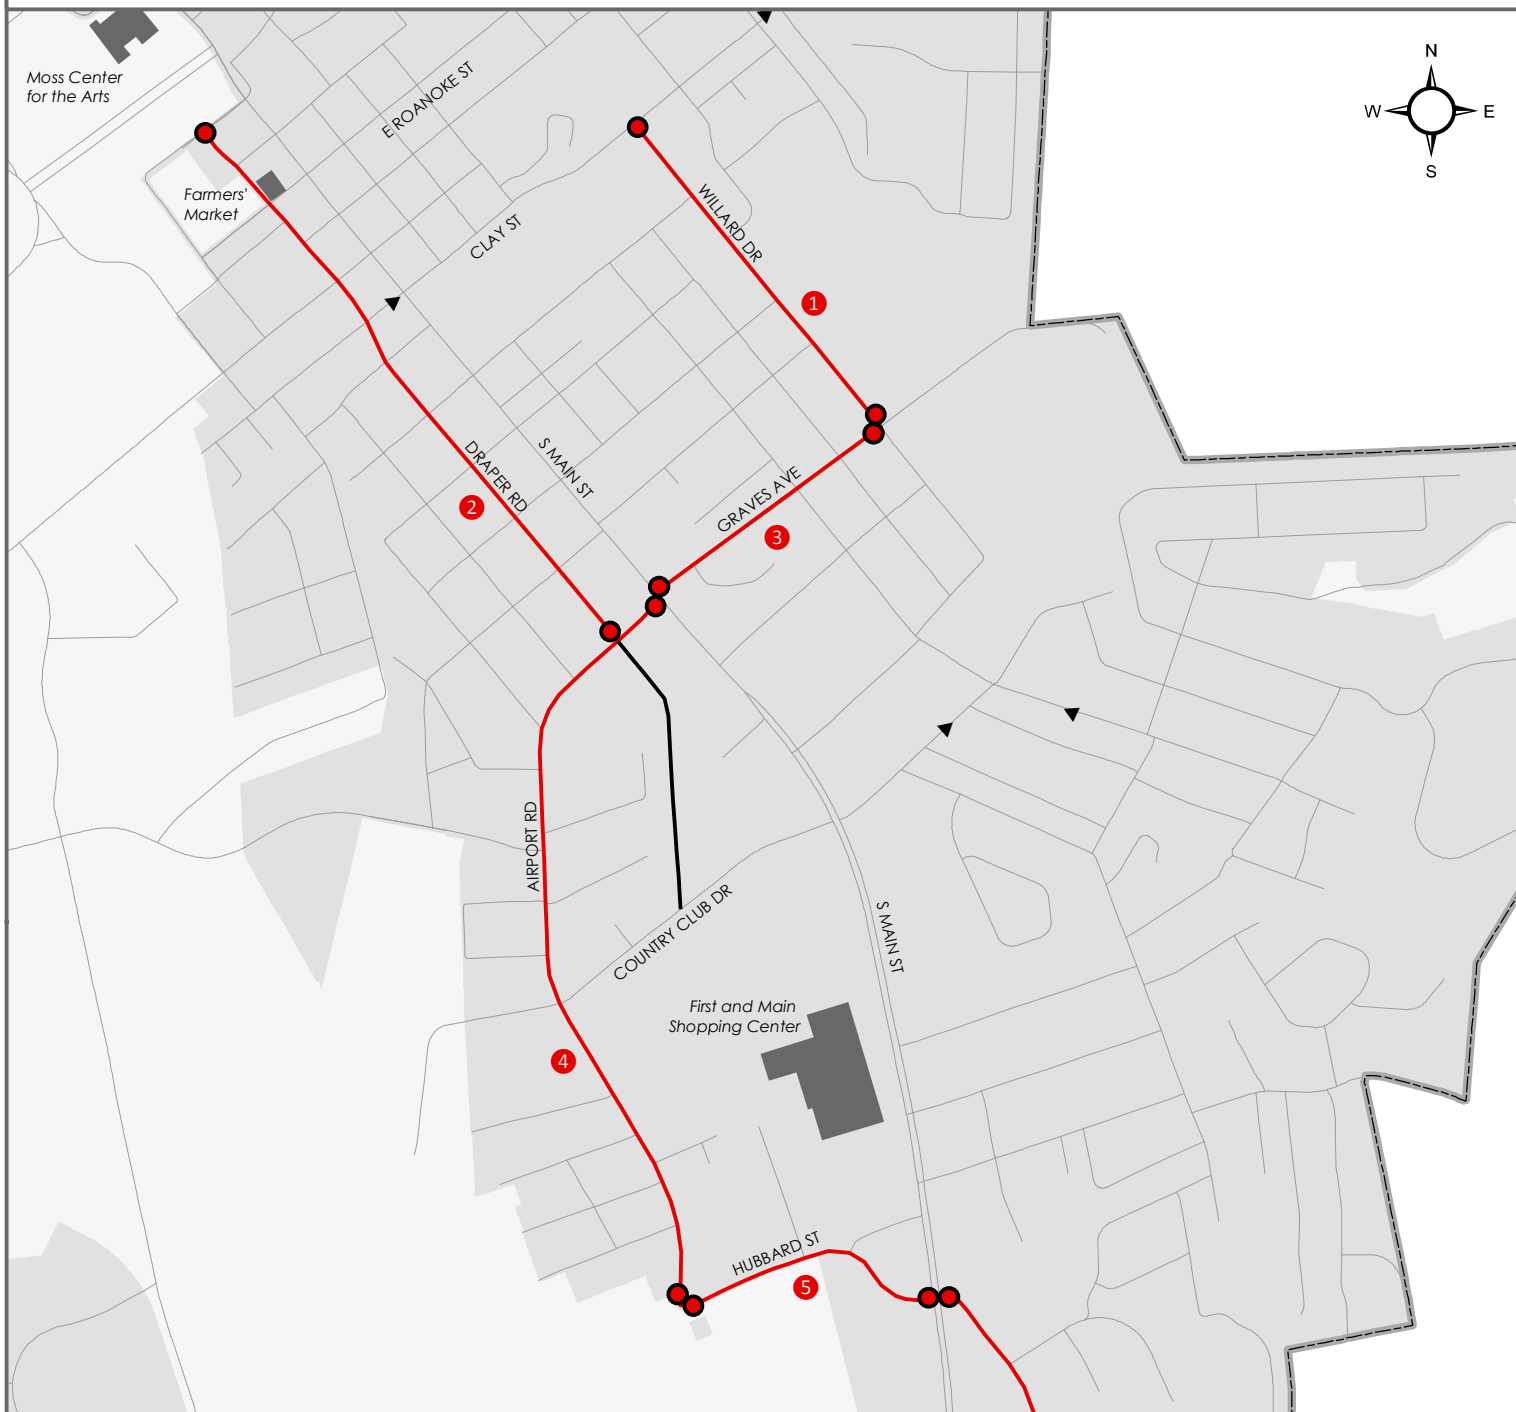 Moss Center
for the Arts
E ROANOKE ST
N
W
E
S
Farmers'
Market
CLAY ST
WILLARD DR
1
S MAIN ST
DRAPER RD
2
GRAVES AVE
3
AIRPORT RD
COUNTRY CLUB DR
S MAIN ST
First and Main
Shopping Center
4
HUBBARD ST
5